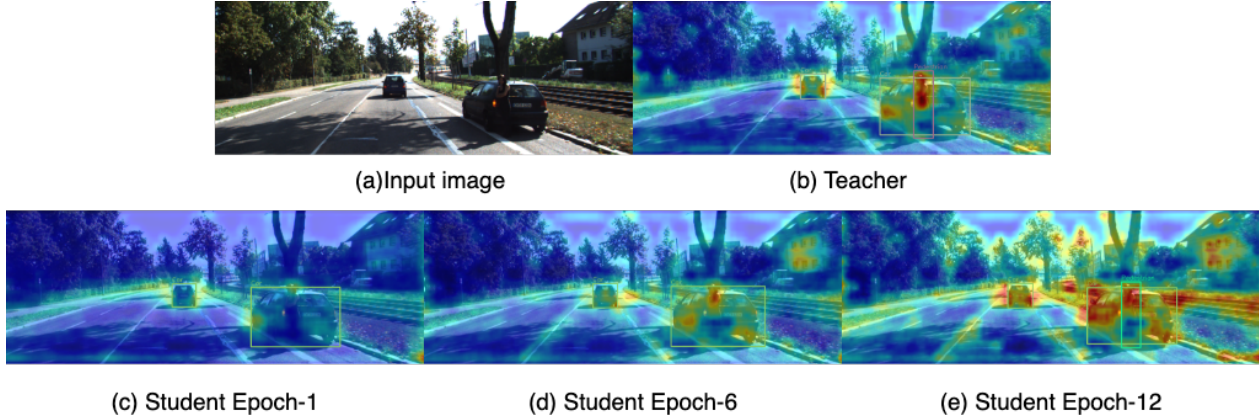 (a)Input image
(b) Teacher
(c) Student Epoch-1
(d) Student Epoch-6
(e) Student Epoch-12